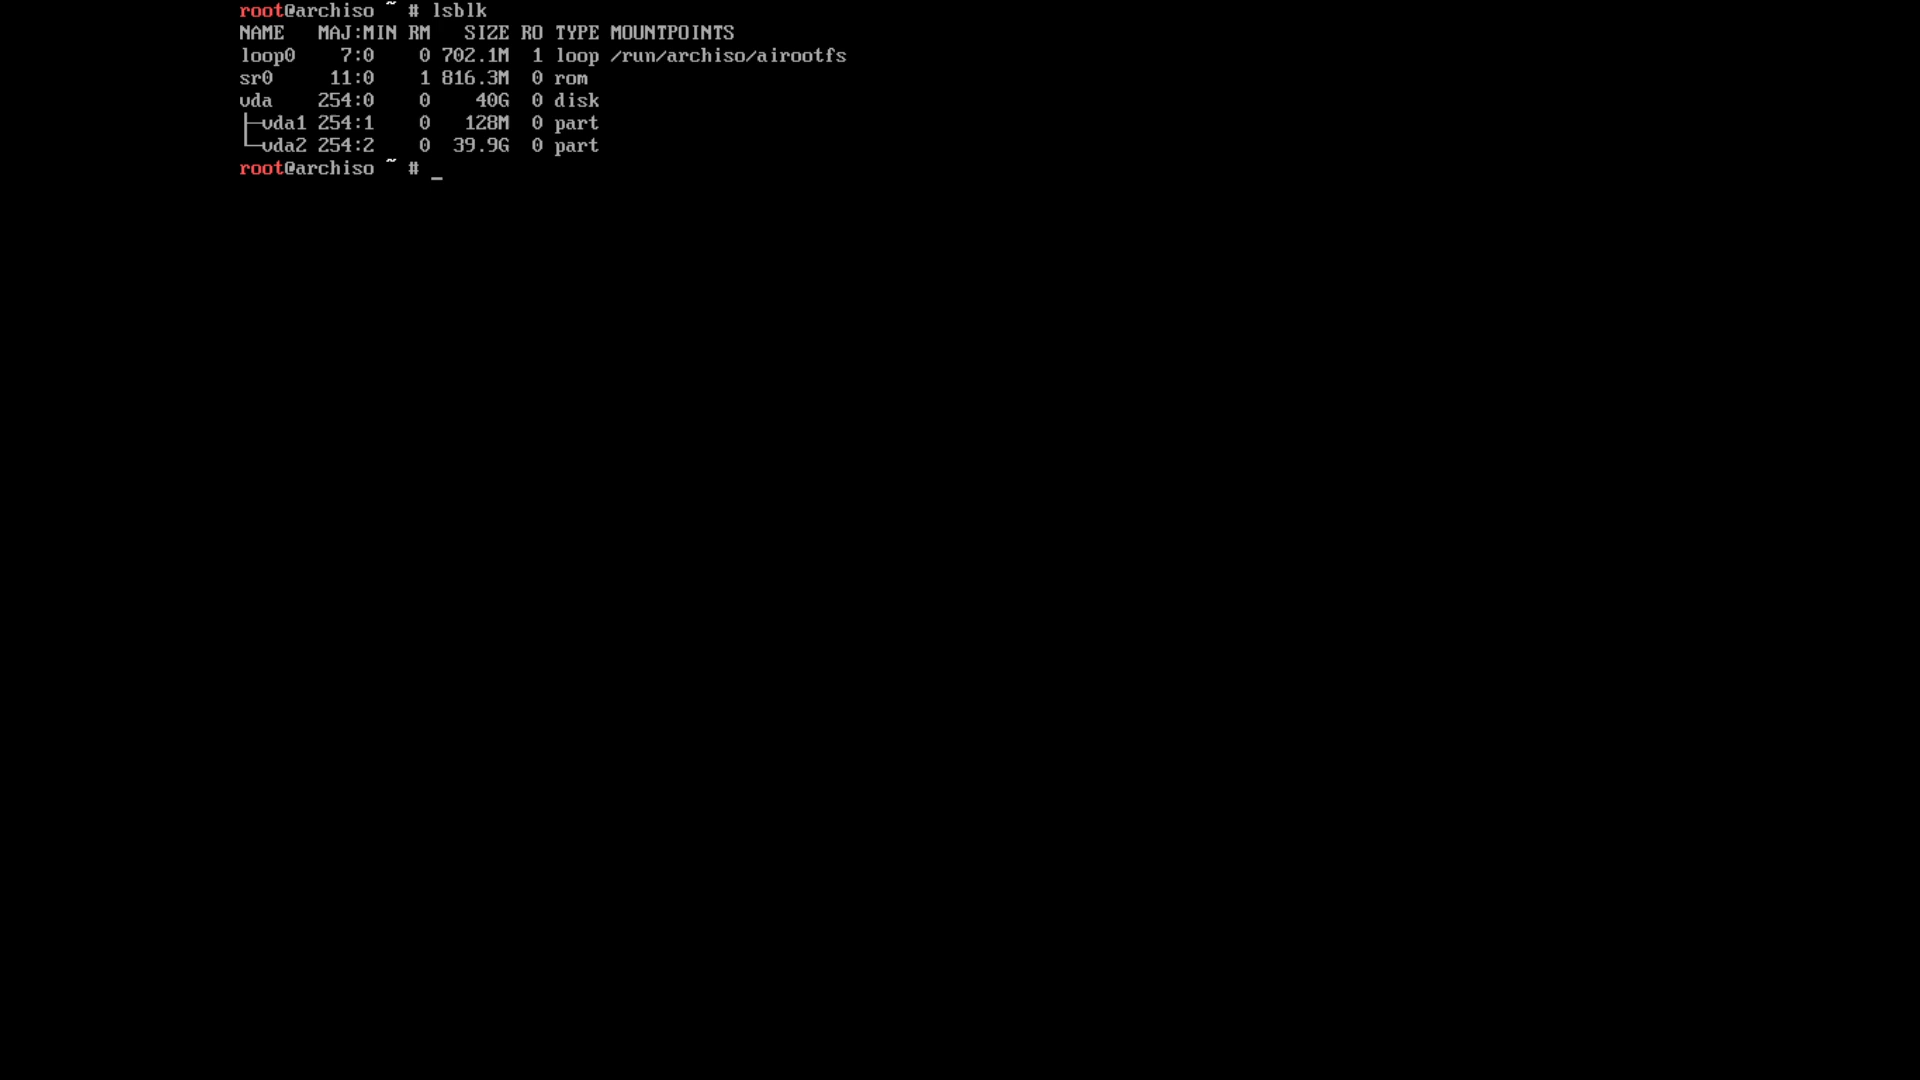 root@archiso ~ # lsblk
NAME   MAJ:MIN RM   SIZE RO TYPE MOUNTPOINTS
loop0    7:0    0 702.1M  1 loop /run/archiso/airootfs
sr0     11:0    1 816.3M  0 rom
vda    254:0    0    40G  0 disk
├─vda1 254:1    0   128M  0 part
└─vda2 254:2    0  39.9G  0 part
root@archiso ~ # _